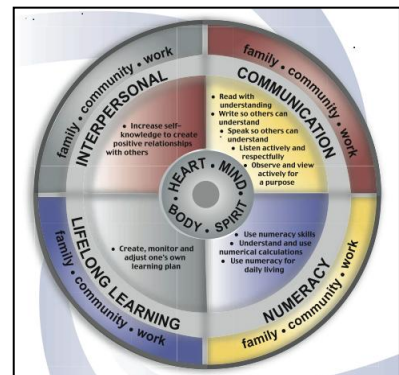 family • community • work
INTERPERSONAL
• Increase self-
knowledge to create
positive relationships
with others
family • community • work
COMMUNICATION
• Read with
understanding
• Write so others can
understand
• Speak so others can
understand
• Listen actively and
respectfully
• Observe and view
actively for
a purpose
HEART • MIND •
BODY • SPIRIT
LIFELONG LEARNING
family • community • work
• Create, monitor and
adjust one's own
learning plan
• Use numeracy skills
• Understand and use
numerical calculations
• Use numeracy for
daily living
NUMERACY
family • community • work